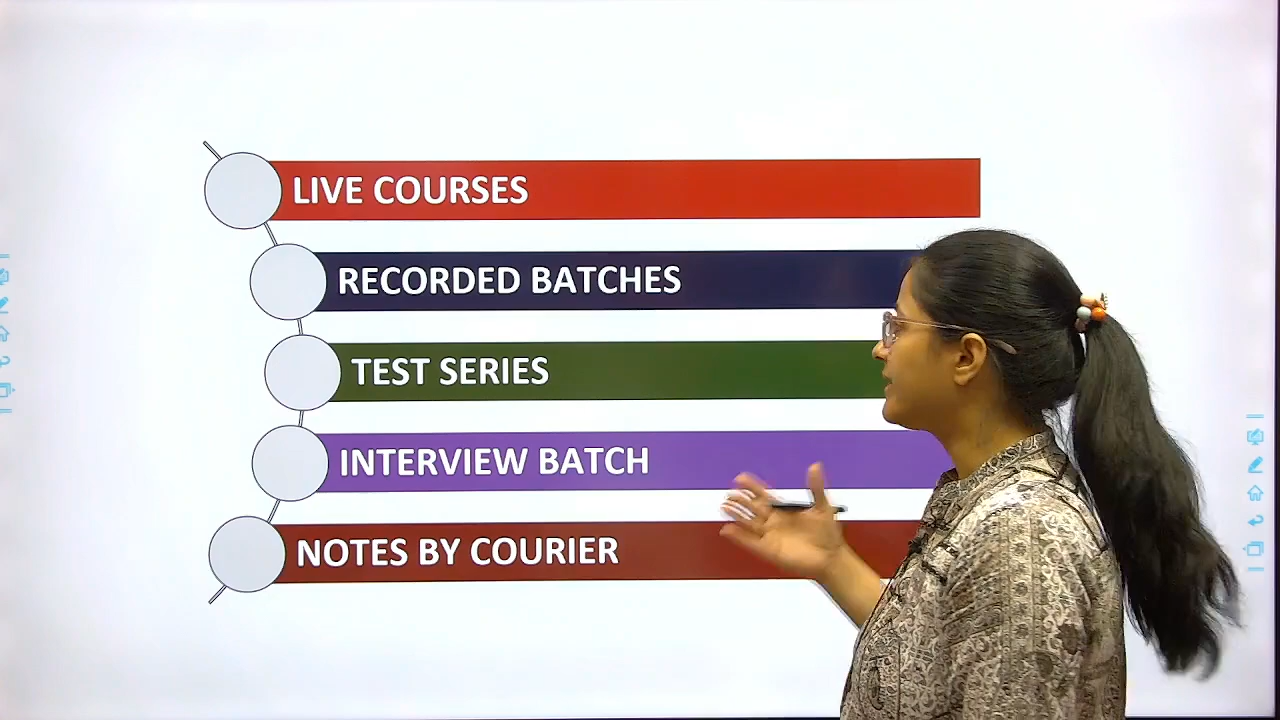 LIVE COURSES
RECORDED BATCHES
TEST SERIES
INTERVIEW BATCH
NOTES BY COURIER